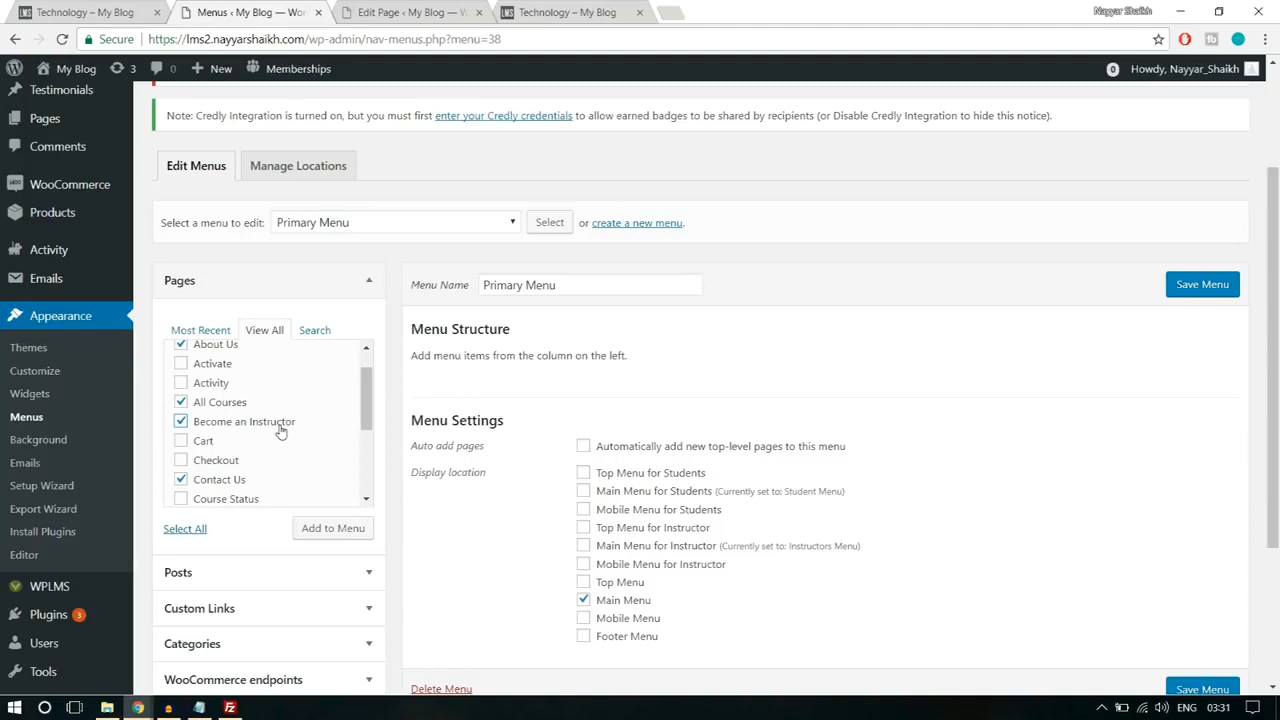 Technology – My Blog
Menus ‹ My Blog — Wor
Edit Page ‹ My Blog — W
Technology – My Blog
Nayyar Shaikh
Secure
https://lms2.nayyarshaikh.com/wp-admin/nav-menus.php?menu=38
My Blog
3
0
New
Memberships
0
Howdy, Nayyar_Shaikh
Testimonials
Pages
Comments
WooCommerce
Products
Activity
Emails
Appearance
Themes
Customize
Widgets
Menus
Background
Emails
Setup Wizard
Export Wizard
Install Plugins
Editor
WPLMS
Plugins 3
Users
Tools
Note: Credly Integration is turned on, but you must first enter your Credly credentials to allow earned badges to be shared by recipients (or Disable Credly Integration to hide this notice).
Edit Menus
Manage Locations
Select a menu to edit:
Primary Menu
Select
or create a new menu.
Pages
Most Recent
View All
Search
About Us
Activate
Activity
All Courses
Become an Instructor
Cart
Checkout
Contact Us
Course Status
Select All
Add to Menu
Posts
Custom Links
Categories
WooCommerce endpoints
Menu Name
Primary Menu
Save Menu
Menu Structure
Add menu items from the column on the left.
Menu Settings
Auto add pages
Automatically add new top-level pages to this menu
Display location
Top Menu for Students
Main Menu for Students (Currently set to: Student Menu)
Mobile Menu for Students
Top Menu for Instructor
Main Menu for Instructor (Currently set to: Instructors Menu)
Mobile Menu for Instructor
Top Menu
Main Menu
Mobile Menu
Footer Menu
Delete Menu
Save Menu
ENG
03:31